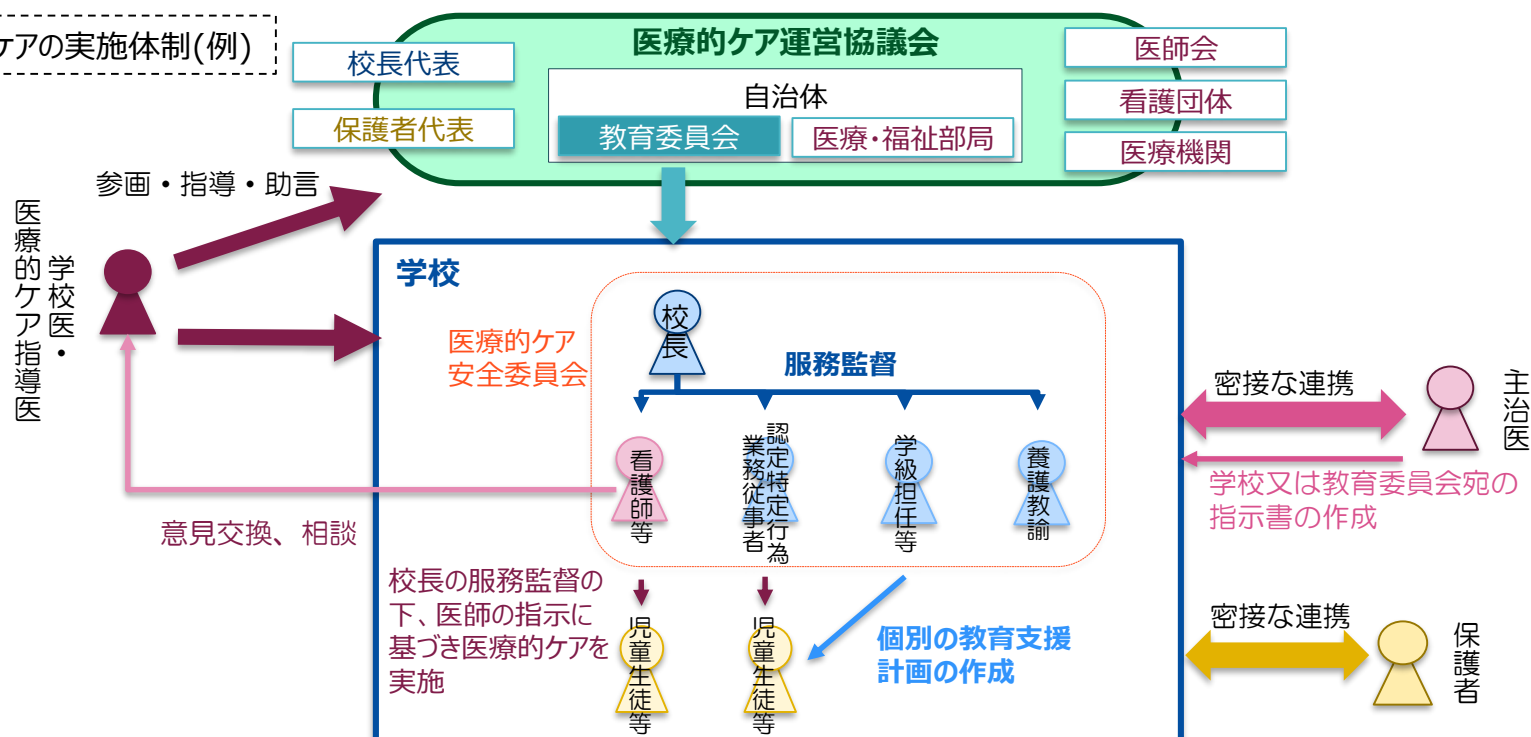 ケアの実施体制(例)
医療的ケア運営協議会
校長代表
保護者代表
自治体
教育委員会
医療・福祉部局
医師会
看護団体
医療機関
参画・指導・助言
学校医・
医療的ケア指導医
学校
医療的ケア
安全委員会
校長
服務監督
看護師等
認定特定行為
業務従事者
学級担任等
養護教諭
意見交換、相談
校長の服務監督の
下、医師の指示に
基づき医療的ケアを
実施
児童生徒等
児童生徒等
個別の教育支援
計画の作成
密接な連携
主治医
学校又は教育委員会宛の
指示書の作成
密接な連携
保護者